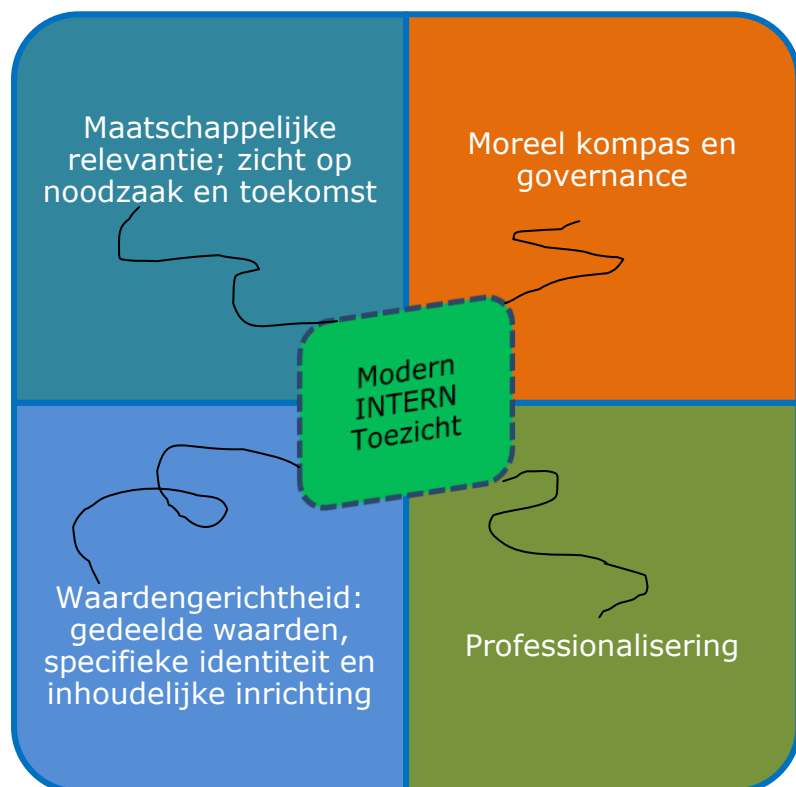 Maatschappelijke
relevantie; zicht op
noodzaak en toekomst
Moreel kompas en
governance
Modern
INTERN
Toezicht
Waardengerichtheid:
gedeelde waarden,
specifieke identiteit en
inhoudelijke inrichting
Professionalisering